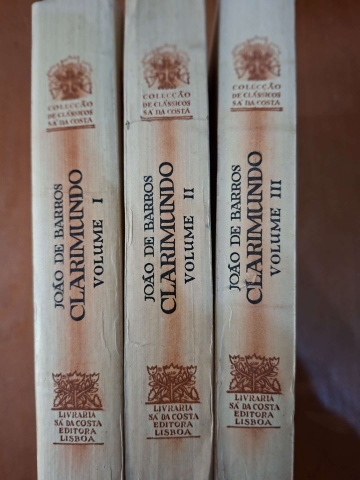 COLECÇÃO
DE CLÁSSICOS
SÁ DA COSTA
JOÃO DE BARROS
CLARIMUNDO
VOLUME I
LIVRARIA
SÁ DA COSTA
EDITORA
LISBOA
COLECÇÃO
DE CLÁSSICOS
SÁ DA COSTA
JOÃO DE BARROS
CLARIMUNDO
VOLUME II
LIVRARIA
SÁ DA COSTA
EDITORA
LISBOA
COLECÇÃO
DE CLÁSSICOS
SÁ DA COSTA
JOÃO DE BARROS
CLARIMUNDO
VOLUME III
LIVRARIA
SÁ DA COSTA
EDITORA
LISBOA